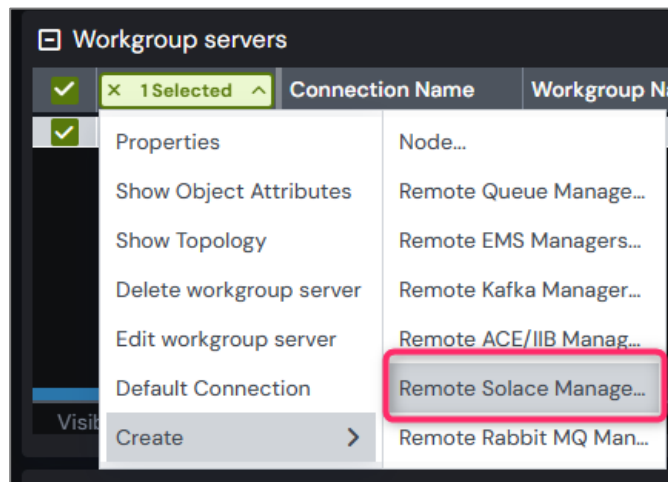 Workgroup servers
× 1 Selected Connection Name Workgroup Na
Properties
Show Object Attributes
Show Topology
Delete workgroup server
Edit workgroup server
Default Connection
Visib
Create
Node...
Remote Queue Manage...
Remote EMS Managers...
Remote Kafka Manager...
Remote ACE/IIB Manag...
Remote Solace Manage...
Remote Rabbit MQ Man...